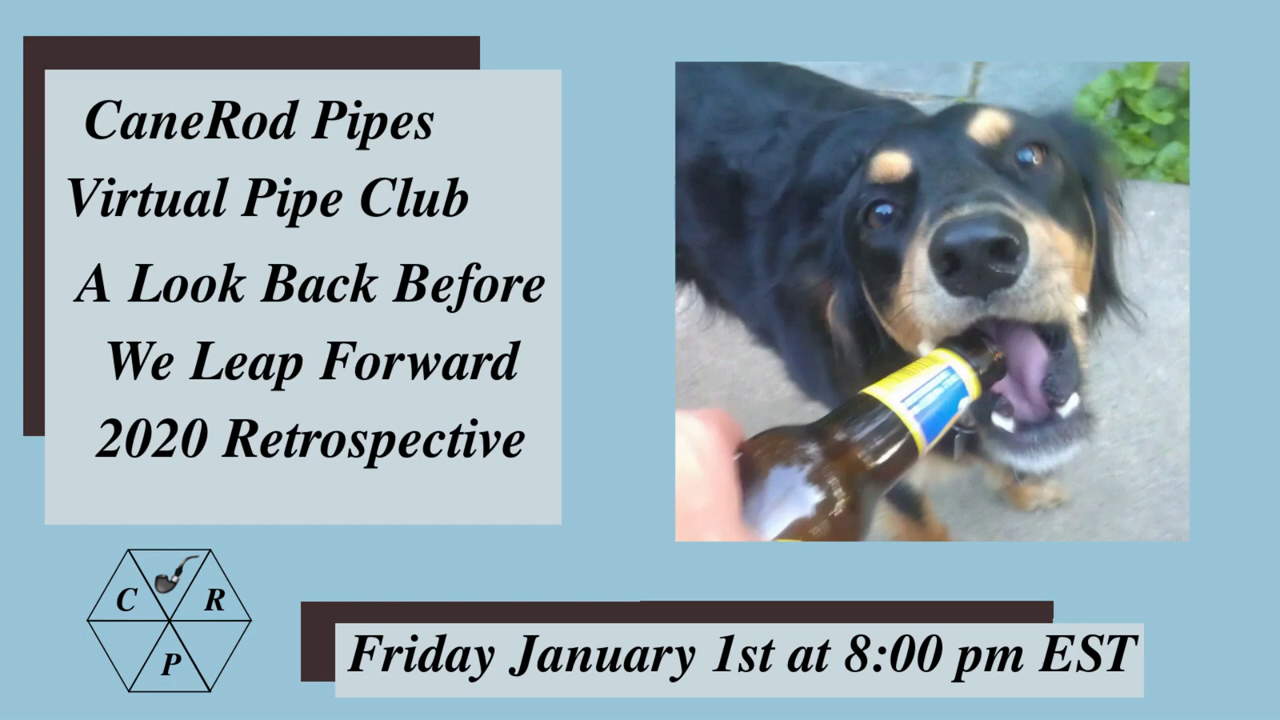 CaneRod Pipes
Virtual Pipe Club
A Look Back Before
We Leap Forward
2020 Retrospective
C
R
P
Friday January 1st at 8:00 pm EST